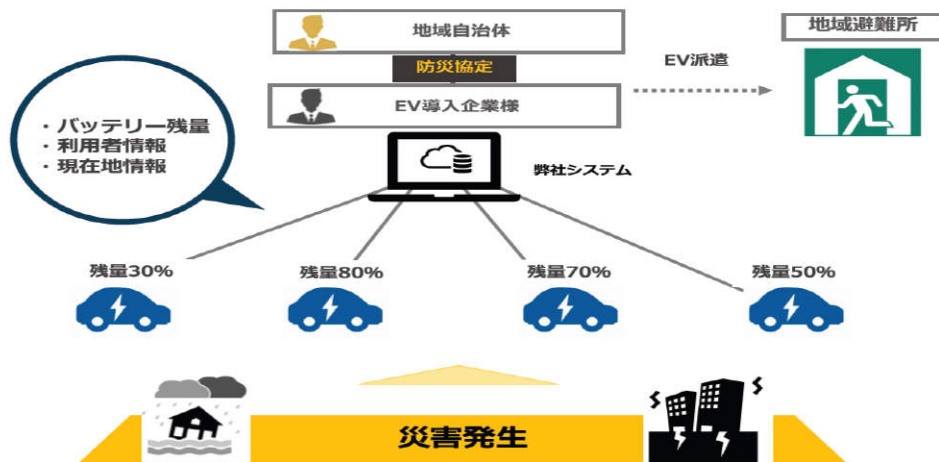 地域自治体
防災協定
EV導入企業様
EV派遣
地域避難所
・バッテリー残量
・利用者情報
・現在地情報
弊社システム
残量30%
残量80%
残量70%
残量50%
災害発生